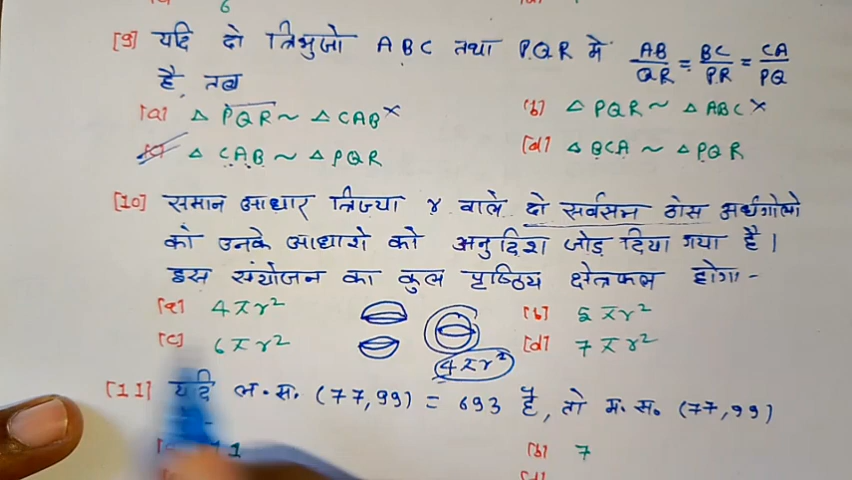 6
[9] यदि दो त्रिभुजो ABC तथा PQR मे AB/QR = BC/PR = CA/PQ
है, तब
[a] △ PQR ~ △ CAB ×
[b] △ PQR ~ △ ABC ×
[c] △ CAB ~ △ PQR
[d] △ BCA ~ △ PQR
[10] समान आधार त्रिज्या r वाले दो सर्वसम ठोस अर्धगोलो
को उनके आधारो को अनुदिश जोड़ दिया गया है।
इस संयोजन का कुल पृष्ठिय क्षेत्रफल होगा -
[a] 4πr²
[b] 5πr²
[c] 6πr²
[d] 7πr²
4πr²
[11] यदि ल.स. (77,99) = 693 है, तो म.स. (77,99)
[b] 7